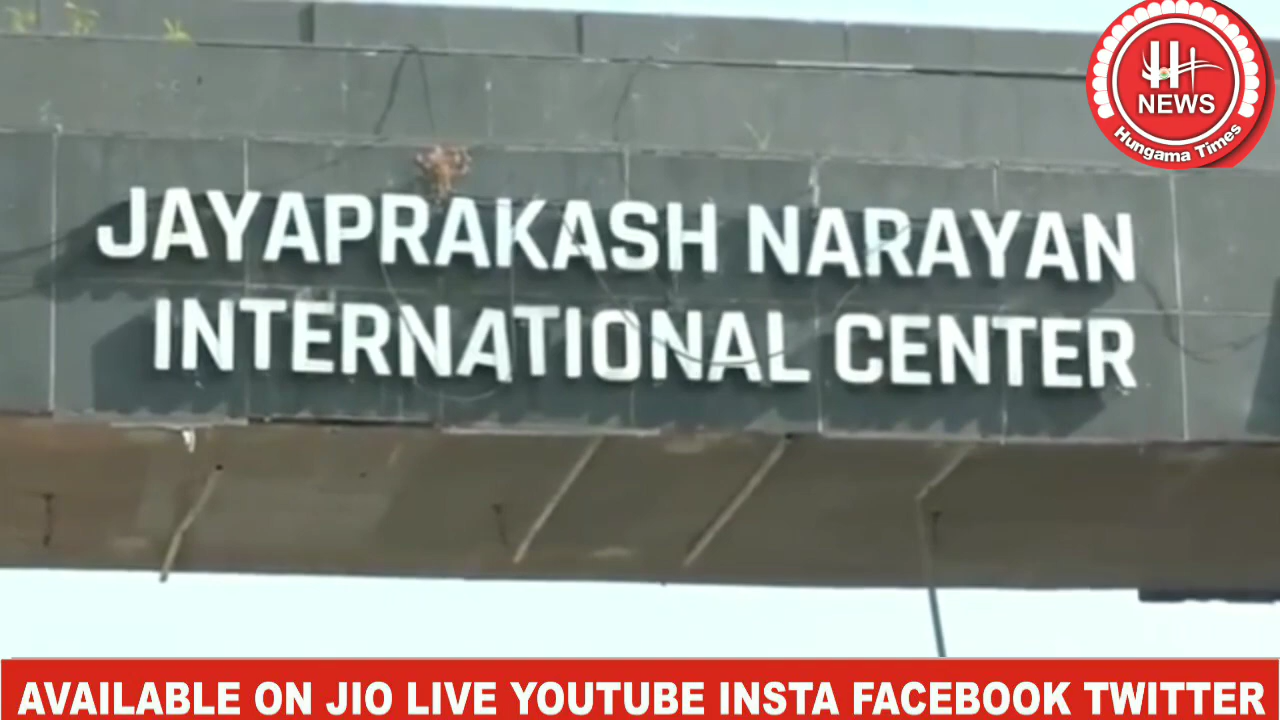 H
NEWS
Hungama Times
JAYAPRAKASH NARAYAN
INTERNATIONAL CENTER
AVAILABLE ON JIO LIVE YOUTUBE INSTA FACEBOOK TWITTER